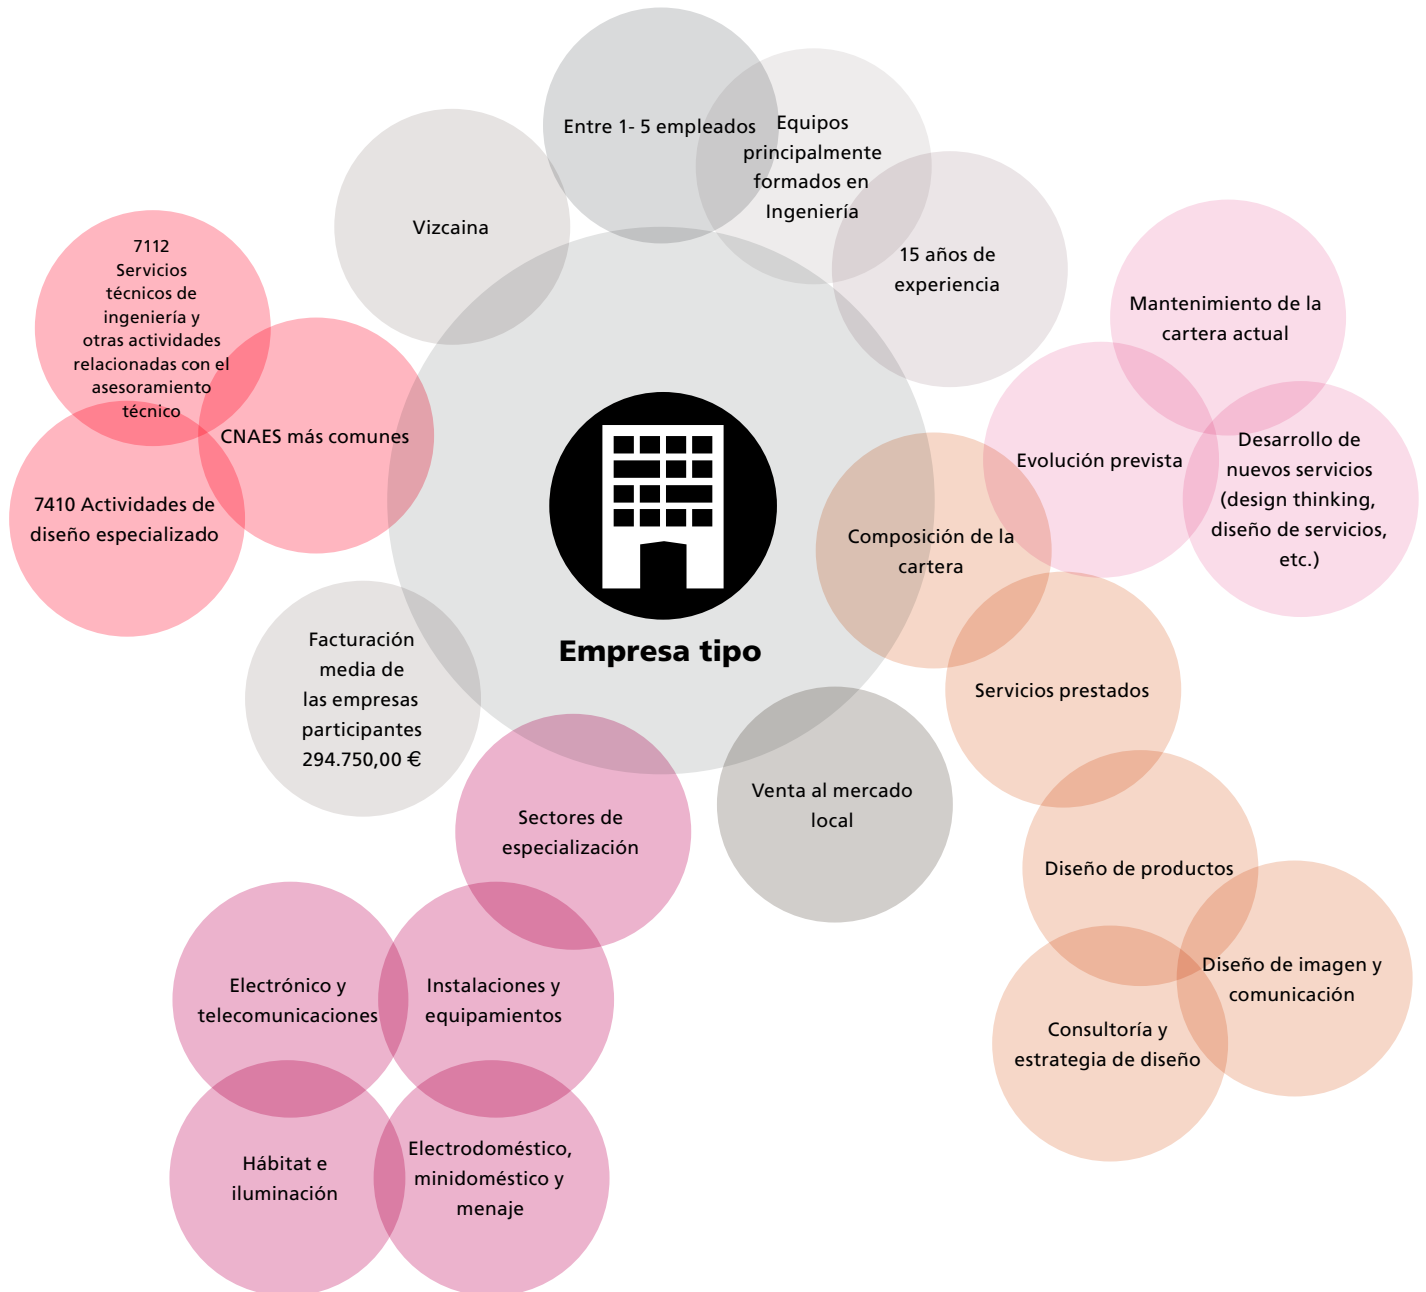 Entre 1- 5 empleados
Equipos
principalmente
formados en
Ingeniería
Vizcaina
15 años de
experiencia
7112
Servicios
técnicos de
ingeniería y
otras actividades
relacionadas con el
asesoramiento
técnico
CNAES más comunes
7410 Actividades de
diseño especializado
Mantenimiento de la
cartera actual
Evolución prevista
Desarrollo de
nuevos servicios
(design thinking,
diseño de servicios,
etc.)
Composición de la
cartera
Empresa tipo
Facturación
media de
las empresas
participantes
294.750,00 €
Servicios prestados
Venta al mercado
local
Sectores de
especialización
Diseño de productos
Diseño de imagen y
comunicación
Consultoría y
estrategia de diseño
Electrónico y
telecomunicaciones
Instalaciones y
equipamientos
Hábitat e
iluminación
Electrodoméstico,
minidoméstico y
menaje